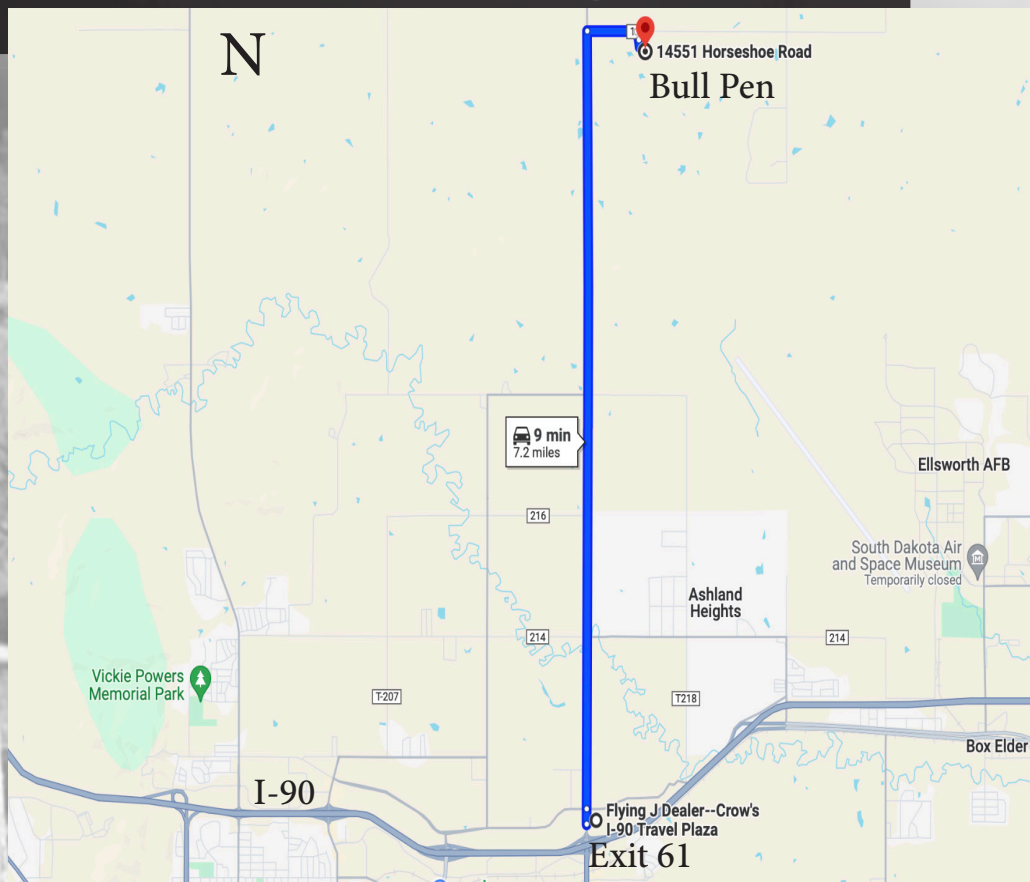 N
14551 Horseshoe Road
Bull Pen
9 min
7.2 miles
Ellsworth AFB
216
South Dakota Air
and Space Museum
Temporarily closed
Ashland
Heights
214
214
Vickie Powers
Memorial Park
T-207
T218
Box Elder
I-90
Flying J Dealer--Crow's
I-90 Travel Plaza
Exit 61